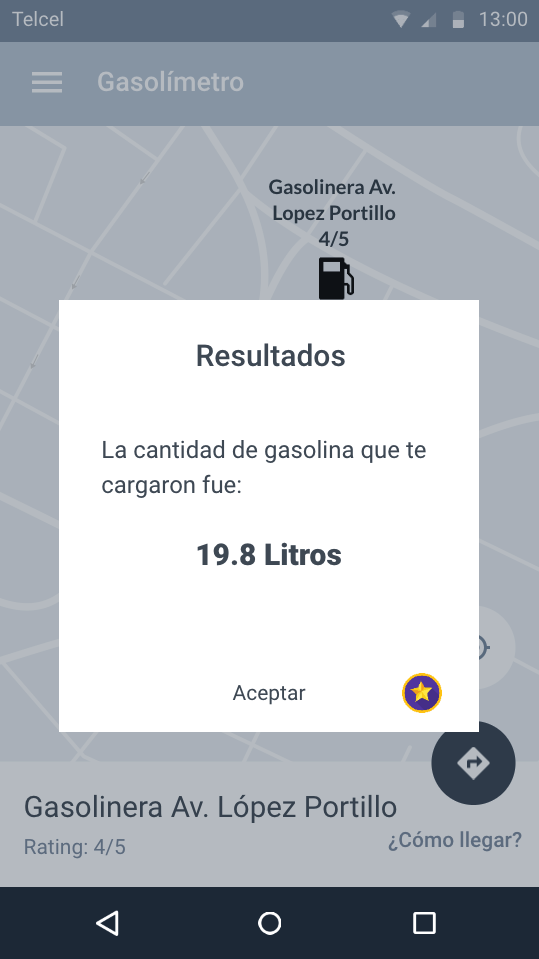 Telcel
13:00
Gasolímetro
Gasolinera Av.
Lopez Portillo
4/5
Resultados
La cantidad de gasolina que te
cargaron fue:
19.8 Litros
Aceptar
Gasolinera Av. López Portillo
Rating: 4/5
¿Cómo llegar?